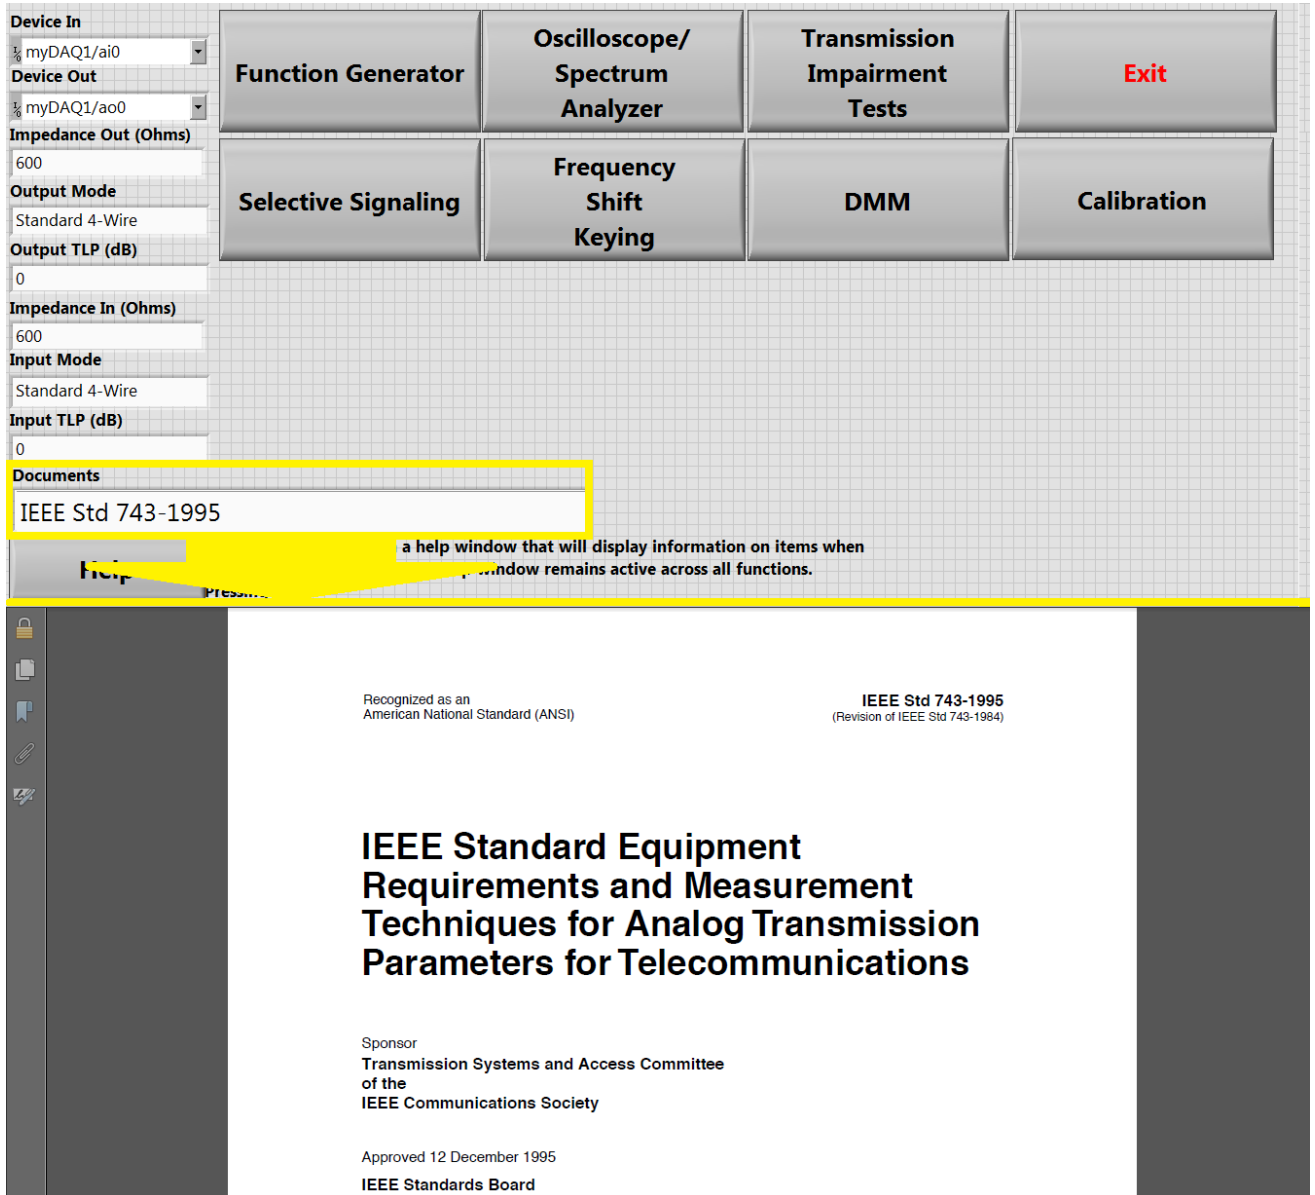 Device In
myDAQ1/ai0
Device Out
myDAQ1/ao0
Impedance Out (Ohms)
600
Output Mode
Standard 4-Wire
Output TLP (dB)
0
Impedance In (Ohms)
600
Input Mode
Standard 4-Wire
Input TLP (dB)
0
Function Generator
Oscilloscope/
Spectrum
Analyzer
Transmission
Impairment
Tests
Exit
Selective Signaling
Frequency
Shift
Keying
DMM
Calibration
Documents
IEEE Std 743-1995
Help
a help window that will display information on items when
window remains active across all functions.
Recognized as an
American National Standard (ANSI)
IEEE Std 743-1995
(Revision of IEEE Std 743-1984)
IEEE Standard Equipment
Requirements and Measurement
Techniques for Analog Transmission
Parameters for Telecommunications
Sponsor
Transmission Systems and Access Committee
of the
IEEE Communications Society
Approved 12 December 1995
IEEE Standards Board